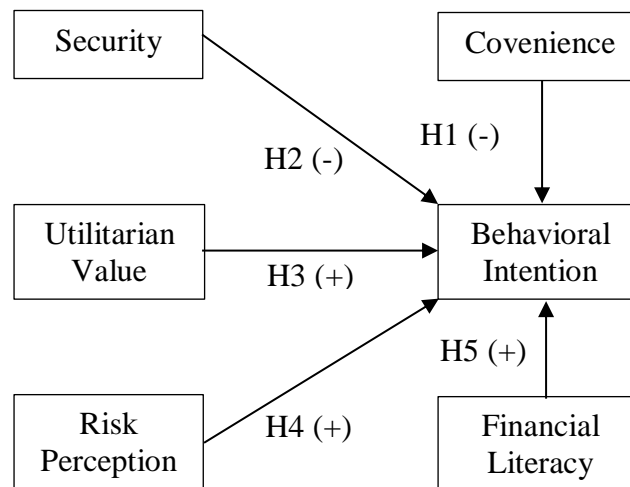 Security
Covenience
H2 (-)
H1 (-)
Utilitarian
Value
Behavioral
Intention
H3 (+)
H5 (+)
Risk
Perception
H4 (+)
Financial
Literacy